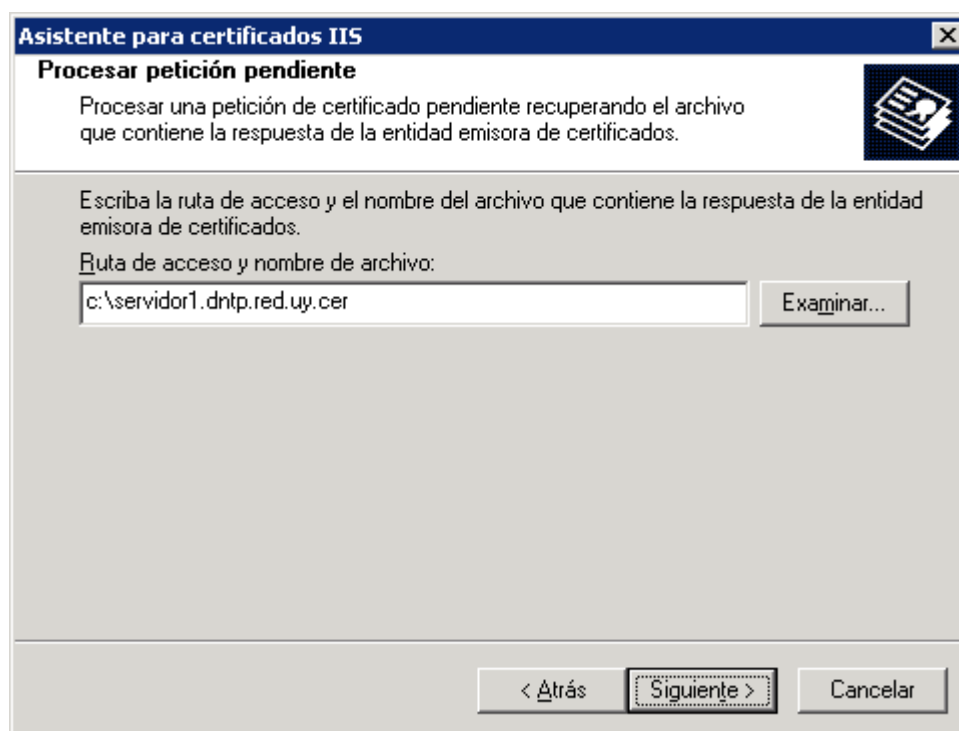 Asistente para certificados IIS
Procesar petición pendiente
Procesar una petición de certificado pendiente recuperando el archivo
que contiene la respuesta de la entidad emisora de certificados.
Escriba la ruta de acceso y el nombre del archivo que contiene la respuesta de la entidad
emisora de certificados.
Ruta de acceso y nombre de archivo:
c:\servidor1.dntp.red.uy.cer
Examinar...
< Atrás
Siguiente >
Cancelar